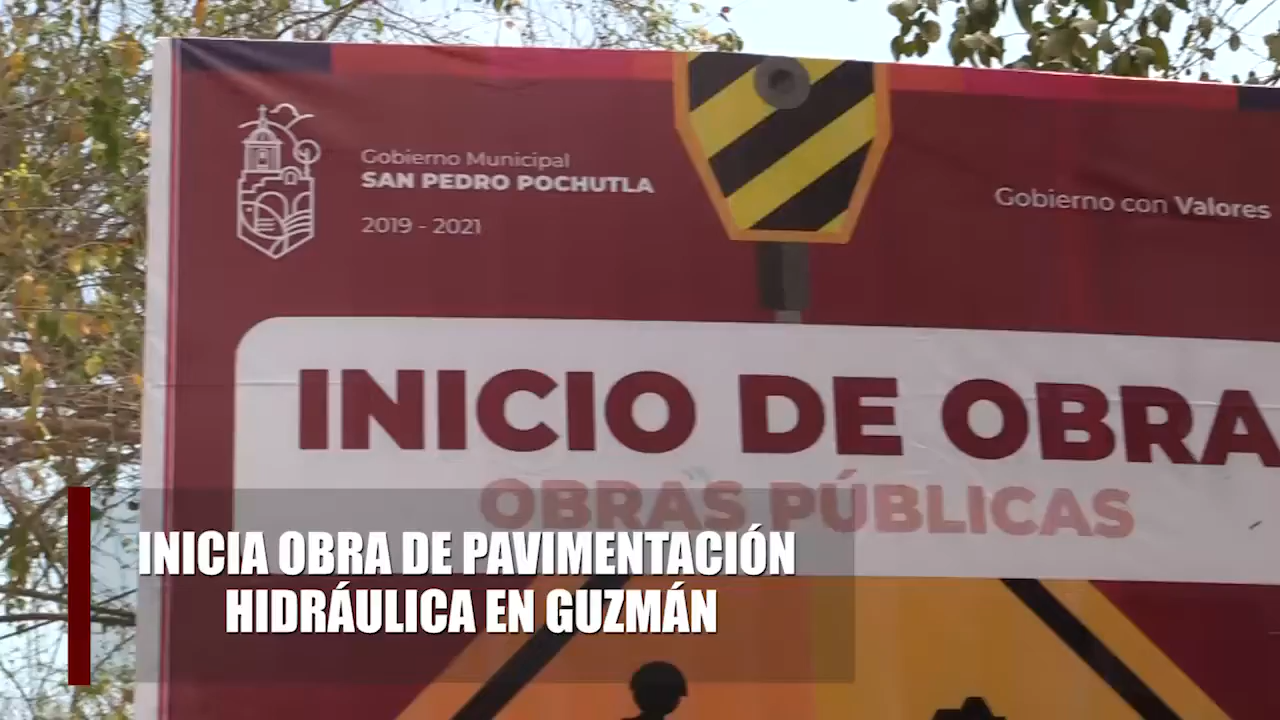 Gobierno Municipal
SAN PEDRO POCHUTLA
2019 - 2021
Gobierno con Valores
INICIO DE OBRA
OBRAS PÚBLICAS
INICIA OBRA DE PAVIMENTACIÓN
HIDRÁULICA EN GUZMÁN